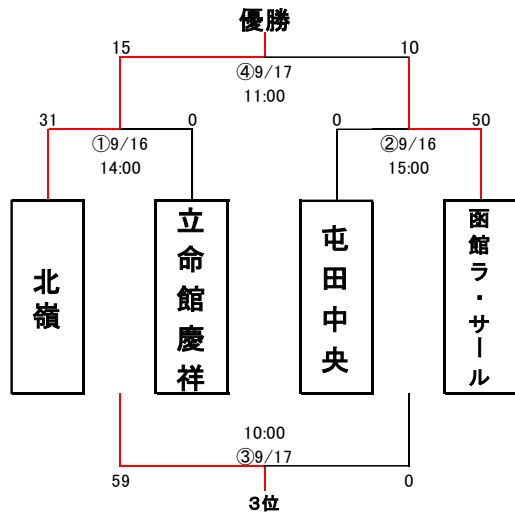 優勝
15 10
④9/17
11:00
31 0 0 50
①9/16 ②9/16
14:00 15:00
北嶺
立命館慶祥
屯田中央
函館ラ・サール
10:00
③9/17
59 0
3位